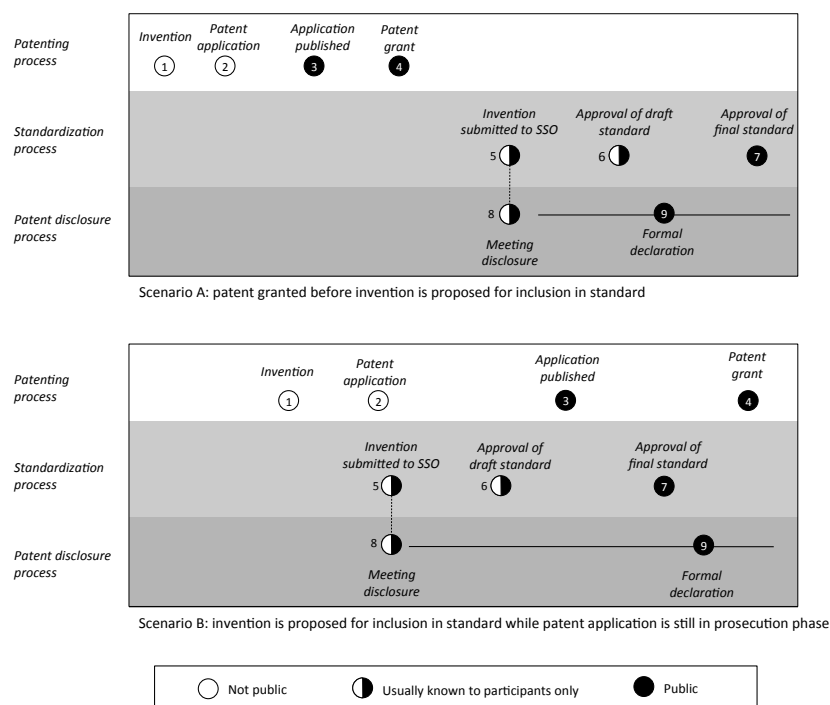 Patenting
process
Invention
Patent
application
Application
published
Patent
grant
1
2
3
4
Standardization
process
Invention
submitted to SSO
Approval of draft
standard
Approval of
final standard
5
6
7
Patent disclosure
process
8
9
Meeting
disclosure
Formal
declaration
Scenario A: patent granted before invention is proposed for inclusion in standard
Patenting
process
Invention
Patent
application
Application
published
Patent
grant
1
2
3
4
Standardization
process
Invention
submitted to SSO
Approval of
draft standard
Approval of
final standard
5
6
7
Patent disclosure
process
8
9
Meeting
disclosure
Formal
declaration
Scenario B: invention is proposed for inclusion in standard while patent application is still in prosecution phase
Not public
Usually known to participants only
Public